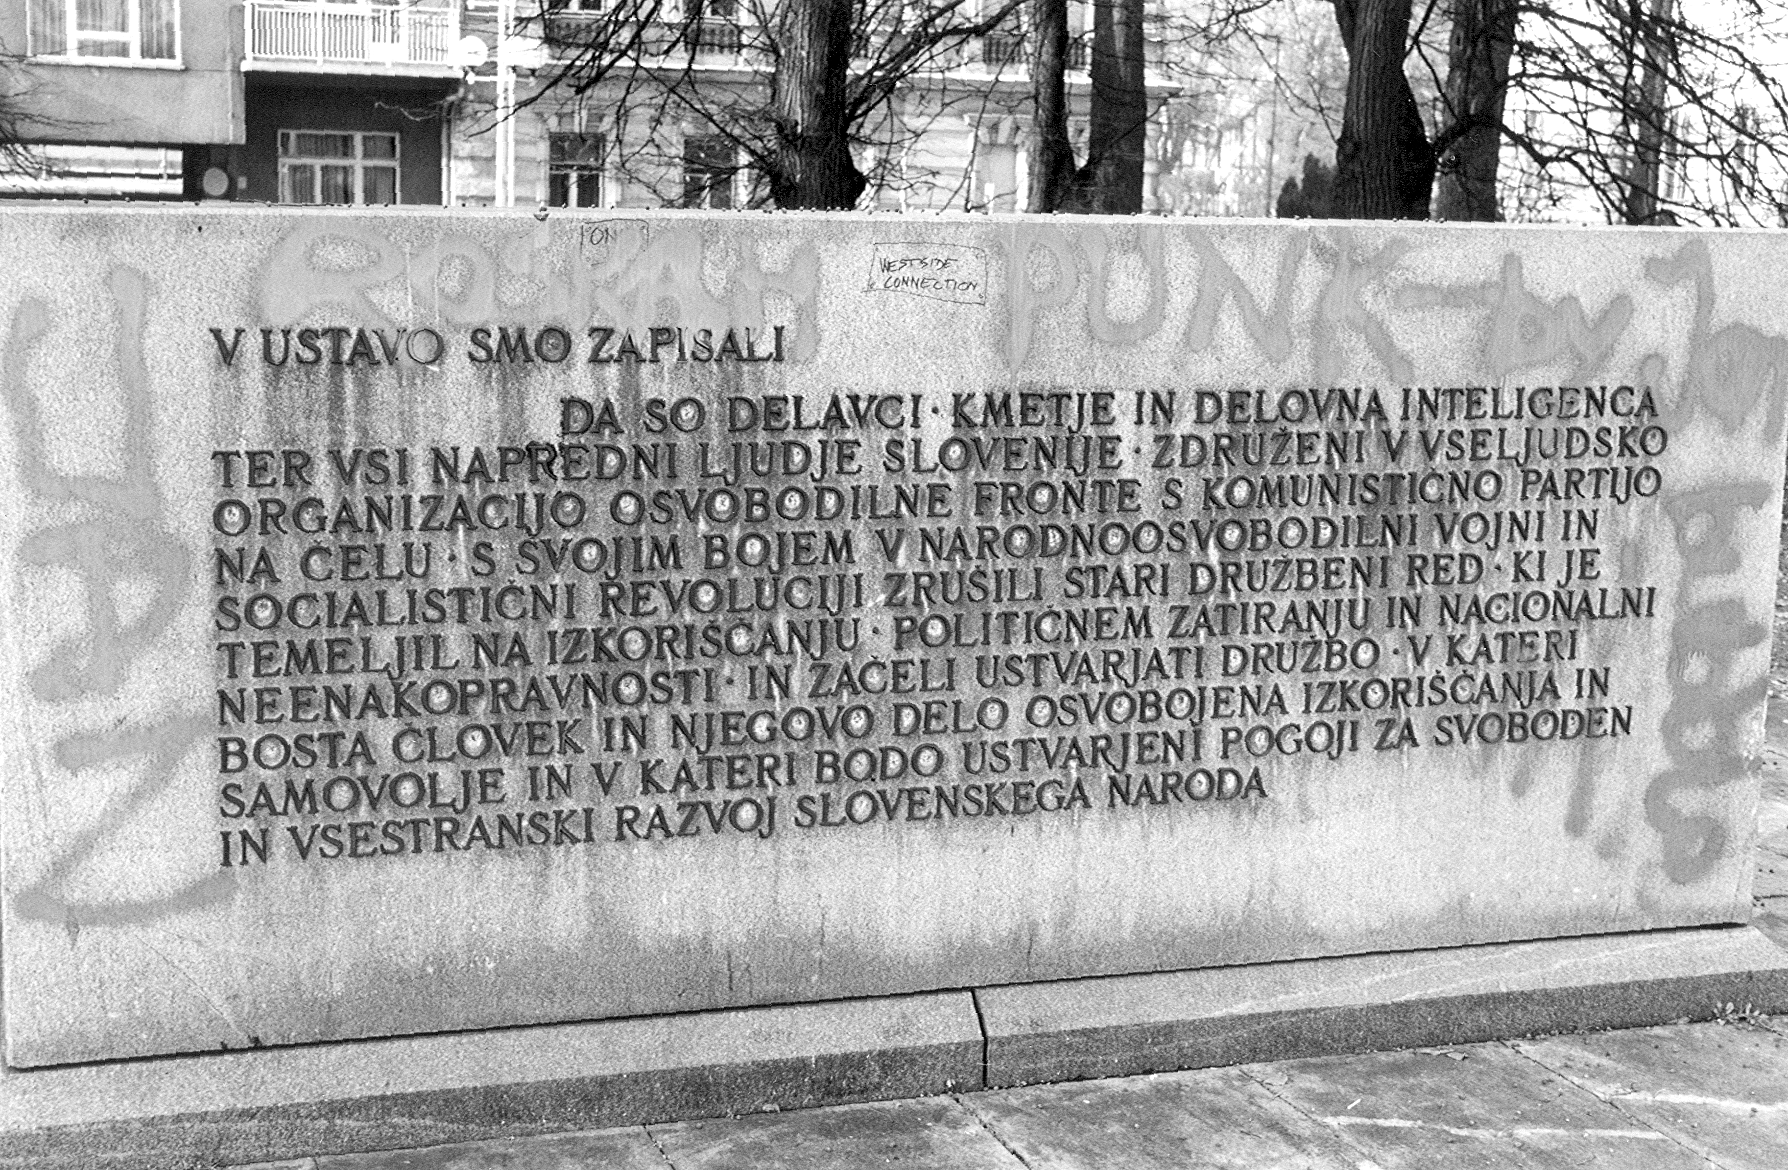 PUNK
WESTSIDE
CONNECTION
V USTAVO SMO ZAPISALI
DA SO DELAVCI · KMETJE IN DELOVNA INTELIGENCA
TER VSI NAPREDNI LJUDJE SLOVENIJE · ZDRUŽENI V VSELJUDSKO
ORGANIZACIJO OSVOBODILNE FRONTE S KOMUNISTIČNO PARTIJO
NA ČELU · S SVOJIM BOJEM V NARODNOOSVOBODILNI VOJNI IN
SOCIALISTIČNI REVOLUCIJI ZRUŠILI STARI DRUŽBENI RED · KI JE
TEMELJIL NA IZKORIŠČANJU · POLITIČNEM ZATIRANJU IN NACIONALNI
NEENAKOPRAVNOSTI · IN ZAČELI USTVARJATI DRUŽBO · V KATERI
BOSTA ČLOVEK IN NJEGOVO DELO OSVOBOJENA IZKORIŠČANJA IN
SAMOVOLJE IN V KATERI BODO USTVARJENI POGOJI ZA SVOBODEN
IN VSESTRANSKI RAZVOJ SLOVENSKEGA NARODA